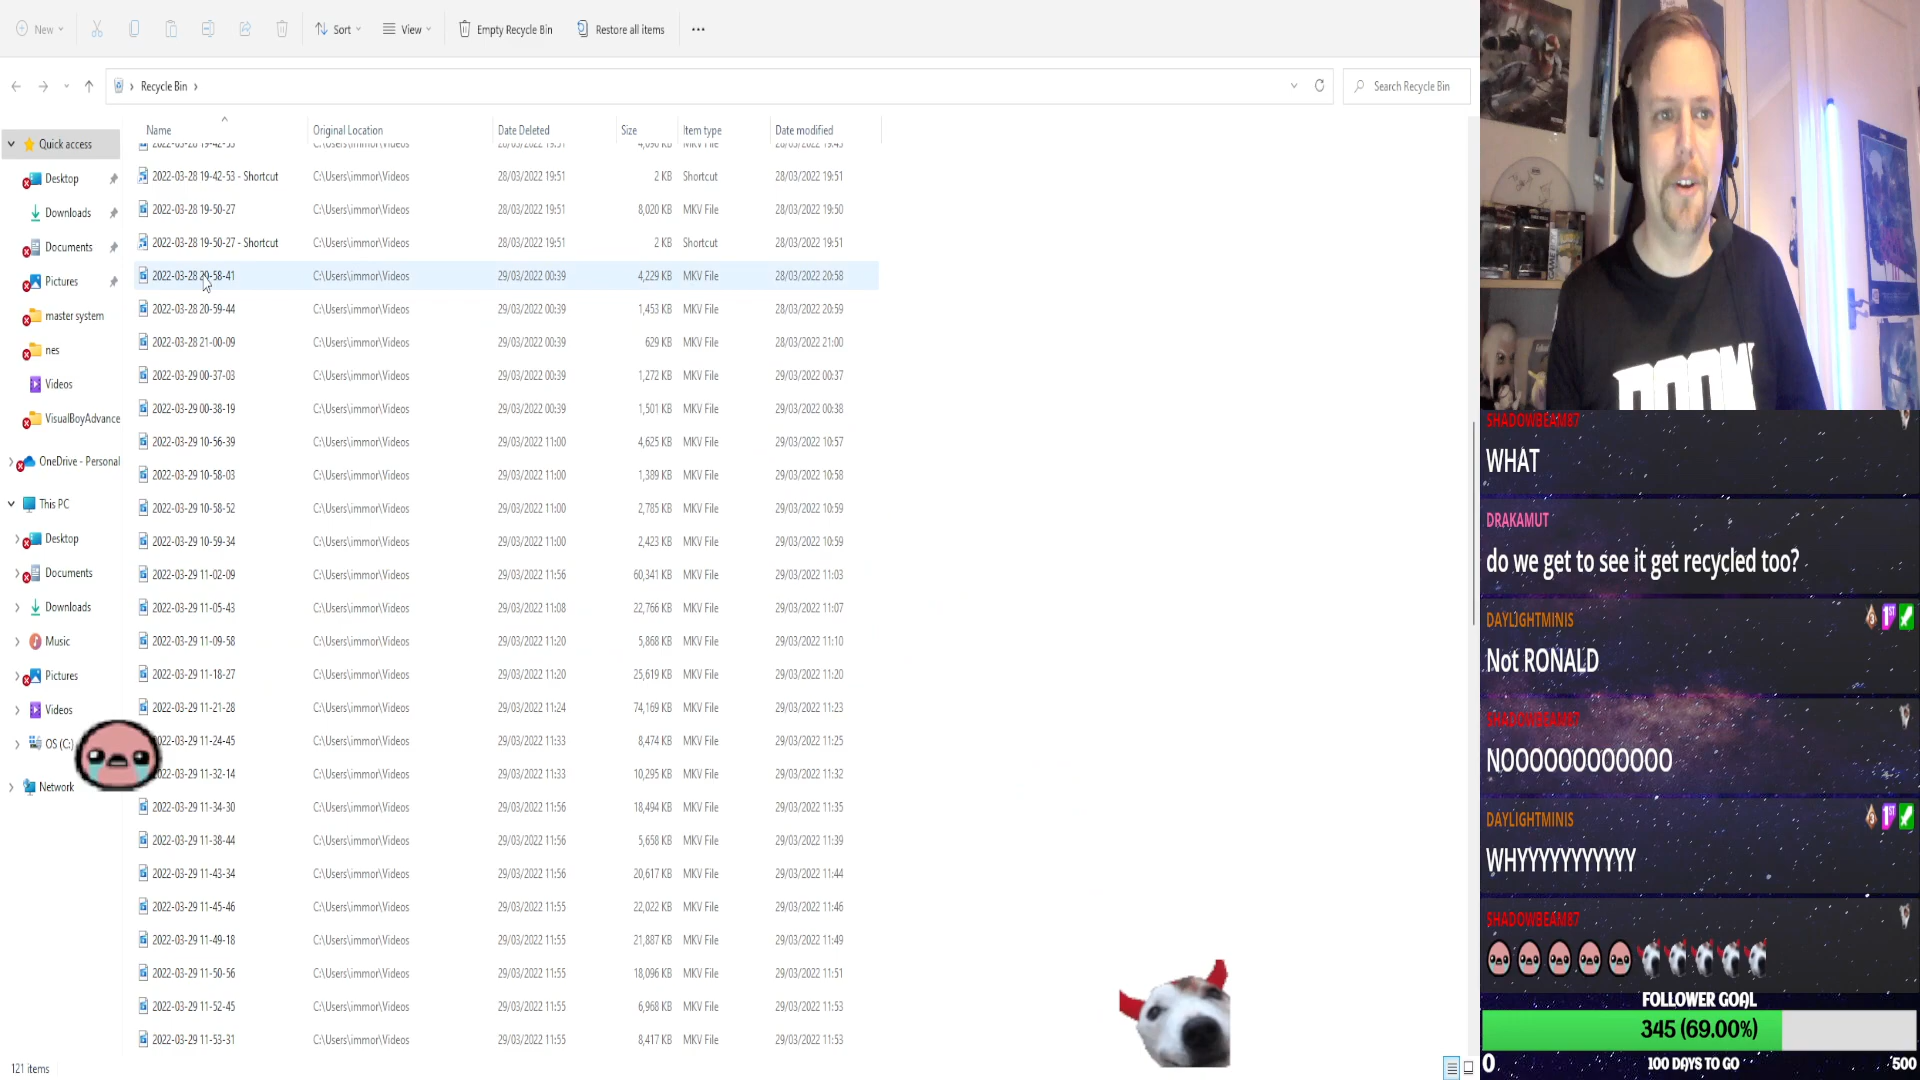 New
Sort
View
Empty Recycle Bin
Restore all items
Recycle Bin
Search Recycle Bin
Name Original Location Date Deleted Size Item type Date modified
2022-03-28 19-42-53 - Shortcut C:\Users\immor\Videos 28/03/2022 19:51 2 KB Shortcut 28/03/2022 19:51
2022-03-28 19-50-27 C:\Users\immor\Videos 28/03/2022 19:51 8,020 KB MKV File 28/03/2022 19:50
2022-03-28 19-50-27 - Shortcut C:\Users\immor\Videos 28/03/2022 19:51 2 KB Shortcut 28/03/2022 19:51
2022-03-28 20-58-41 C:\Users\immor\Videos 29/03/2022 00:39 4,229 KB MKV File 28/03/2022 20:58
2022-03-28 20-59-44 C:\Users\immor\Videos 29/03/2022 00:39 1,453 KB MKV File 28/03/2022 20:59
2022-03-28 21-00-09 C:\Users\immor\Videos 29/03/2022 00:39 629 KB MKV File 28/03/2022 21:00
2022-03-29 00-37-03 C:\Users\immor\Videos 29/03/2022 00:39 1,272 KB MKV File 29/03/2022 00:37
2022-03-29 00-38-19 C:\Users\immor\Videos 29/03/2022 00:39 1,501 KB MKV File 29/03/2022 00:38
2022-03-29 10-56-39 C:\Users\immor\Videos 29/03/2022 11:00 4,625 KB MKV File 29/03/2022 10:57
2022-03-29 10-58-03 C:\Users\immor\Videos 29/03/2022 11:00 1,389 KB MKV File 29/03/2022 10:58
2022-03-29 10-58-52 C:\Users\immor\Videos 29/03/2022 11:00 2,785 KB MKV File 29/03/2022 10:59
2022-03-29 10-59-34 C:\Users\immor\Videos 29/03/2022 11:00 2,423 KB MKV File 29/03/2022 10:59
2022-03-29 11-02-09 C:\Users\immor\Videos 29/03/2022 11:56 60,341 KB MKV File 29/03/2022 11:03
2022-03-29 11-05-43 C:\Users\immor\Videos 29/03/2022 11:08 22,766 KB MKV File 29/03/2022 11:07
2022-03-29 11-09-58 C:\Users\immor\Videos 29/03/2022 11:20 5,868 KB MKV File 29/03/2022 11:10
2022-03-29 11-18-27 C:\Users\immor\Videos 29/03/2022 11:20 25,619 KB MKV File 29/03/2022 11:20
2022-03-29 11-21-28 C:\Users\immor\Videos 29/03/2022 11:24 74,169 KB MKV File 29/03/2022 11:23
022-03-29 11-24-45 C:\Users\immor\Videos 29/03/2022 11:33 8,474 KB MKV File 29/03/2022 11:25
022-03-29 11-32-14 C:\Users\immor\Videos 29/03/2022 11:33 10,295 KB MKV File 29/03/2022 11:32
2022-03-29 11-34-30 C:\Users\immor\Videos 29/03/2022 11:56 18,494 KB MKV File 29/03/2022 11:35
2022-03-29 11-38-44 C:\Users\immor\Videos 29/03/2022 11:56 5,658 KB MKV File 29/03/2022 11:39
2022-03-29 11-43-34 C:\Users\immor\Videos 29/03/2022 11:56 20,617 KB MKV File 29/03/2022 11:44
2022-03-29 11-45-46 C:\Users\immor\Videos 29/03/2022 11:55 22,022 KB MKV File 29/03/2022 11:46
2022-03-29 11-49-18 C:\Users\immor\Videos 29/03/2022 11:55 21,887 KB MKV File 29/03/2022 11:49
2022-03-29 11-50-56 C:\Users\immor\Videos 29/03/2022 11:55 18,096 KB MKV File 29/03/2022 11:51
2022-03-29 11-52-45 C:\Users\immor\Videos 29/03/2022 11:55 6,968 KB MKV File 29/03/2022 11:53
2022-03-29 11-53-31 C:\Users\immor\Videos 29/03/2022 11:55 8,417 KB MKV File 29/03/2022 11:53
Quick access
Desktop
Downloads
Documents
Pictures
master system
nes
Videos
VisualBoyAdvance
OneDrive - Personal
This PC
Desktop
Documents
Downloads
Music
Pictures
Videos
OS (C:)
Network
121 items
DOOM
SHADOWBEAM87
WHAT
DRAKAMUT
do we get to see it get recycled too?
DAYLIGHTMINIS
Not RONALD
SHADOWBEAM87
NOOOOOOOOOOOO
DAYLIGHTMINIS
WHYYYYYYYYYYY
SHADOWBEAM87
FOLLOWER GOAL
345 (69.00%)
0 100 DAYS TO GO 500